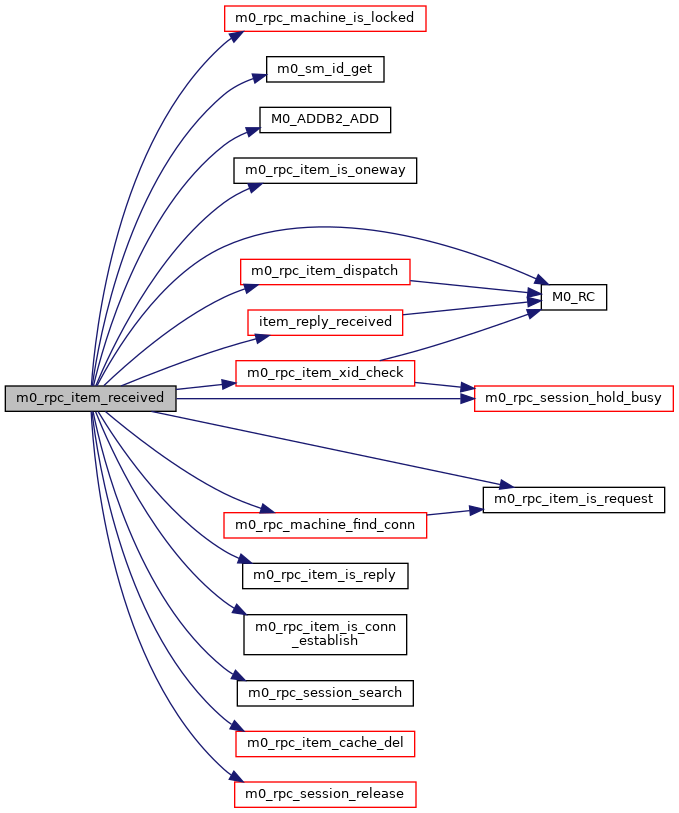 m0_rpc_machine_is_locked
m0_sm_id_get
M0_ADDB2_ADD
m0_rpc_item_is_oneway
m0_rpc_item_dispatch
M0_RC
item_reply_received
m0_rpc_item_xid_check
m0_rpc_item_received
m0_rpc_session_hold_busy
m0_rpc_item_is_request
m0_rpc_machine_find_conn
m0_rpc_item_is_reply
m0_rpc_item_is_conn
_establish
m0_rpc_session_search
m0_rpc_item_cache_del
m0_rpc_session_release